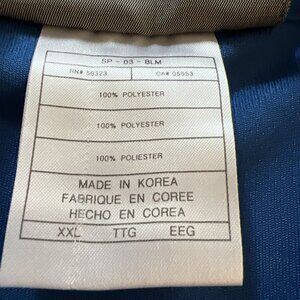 SP - 03 - BLM
RN# 56323 CA# 05553
100% POLYESTER
100% POLYESTER
100% POLIESTER
MADE IN KOREA
FABRIQUE EN COREE
HECHO EN COREA
XXL TTG EEG